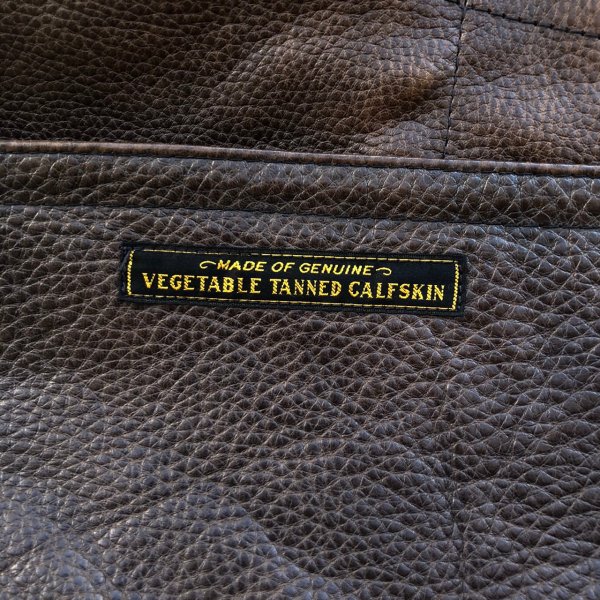 MADE OF GENUINE
VEGETABLE TANNED CALFSKIN